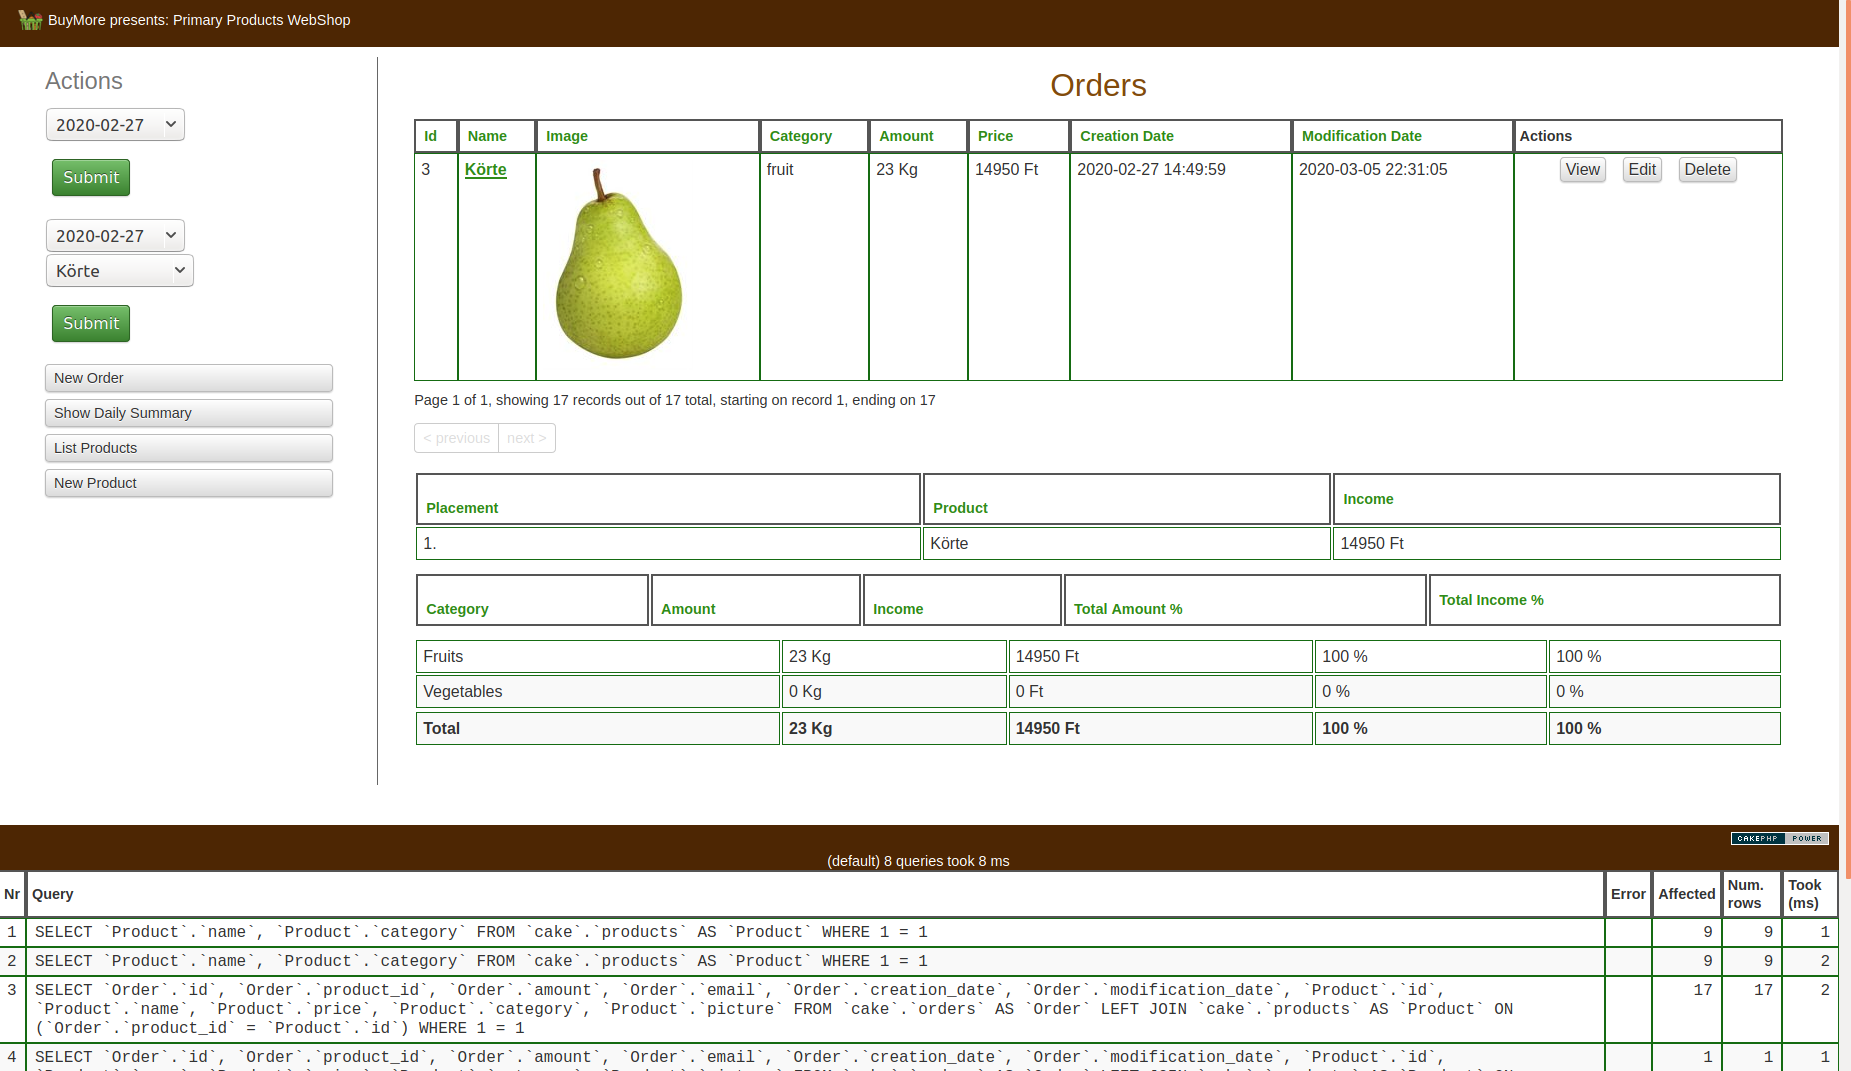 BuyMore presents: Primary Products WebShop
Actions
2020-02-27
Submit
2020-02-27
Körte
Submit
New Order
Show Daily Summary
List Products
New Product
Orders
Id Name Image Category Amount Price Creation Date Modification Date Actions
3 Körte fruit 23 Kg 14950 Ft 2020-02-27 14:49:59 2020-03-05 22:31:05 View Edit Delete
Page 1 of 1, showing 17 records out of 17 total, starting on record 1, ending on 17
< previous next >
Placement Product Income
1. Körte 14950 Ft
Category Amount Income Total Amount % Total Income %
Fruits 23 Kg 14950 Ft 100 % 100 %
Vegetables 0 Kg 0 Ft 0 % 0 %
Total 23 Kg 14950 Ft 100 % 100 %
CAKEPHP POWER
(default) 8 queries took 8 ms
Nr Query Error Affected Num. rows Took (ms)
1 SELECT `Product`.`name`, `Product`.`category` FROM `cake`.`products` AS `Product` WHERE 1 = 1 9 9 1
2 SELECT `Product`.`name`, `Product`.`category` FROM `cake`.`products` AS `Product` WHERE 1 = 1 9 9 2
3 SELECT `Order`.`id`, `Order`.`product_id`, `Order`.`amount`, `Order`.`email`, `Order`.`creation_date`, `Order`.`modification_date`, `Product`.`id`, 17 17 2
`Product`.`name`, `Product`.`price`, `Product`.`category`, `Product`.`picture` FROM `cake`.`orders` AS `Order` LEFT JOIN `cake`.`products` AS `Product` ON
(`Order`.`product_id` = `Product`.`id`) WHERE 1 = 1
4 SELECT `Order`.`id`, `Order`.`product_id`, `Order`.`amount`, `Order`.`email`, `Order`.`creation_date`, `Order`.`modification_date`, `Product`.`id`, 1 1 1